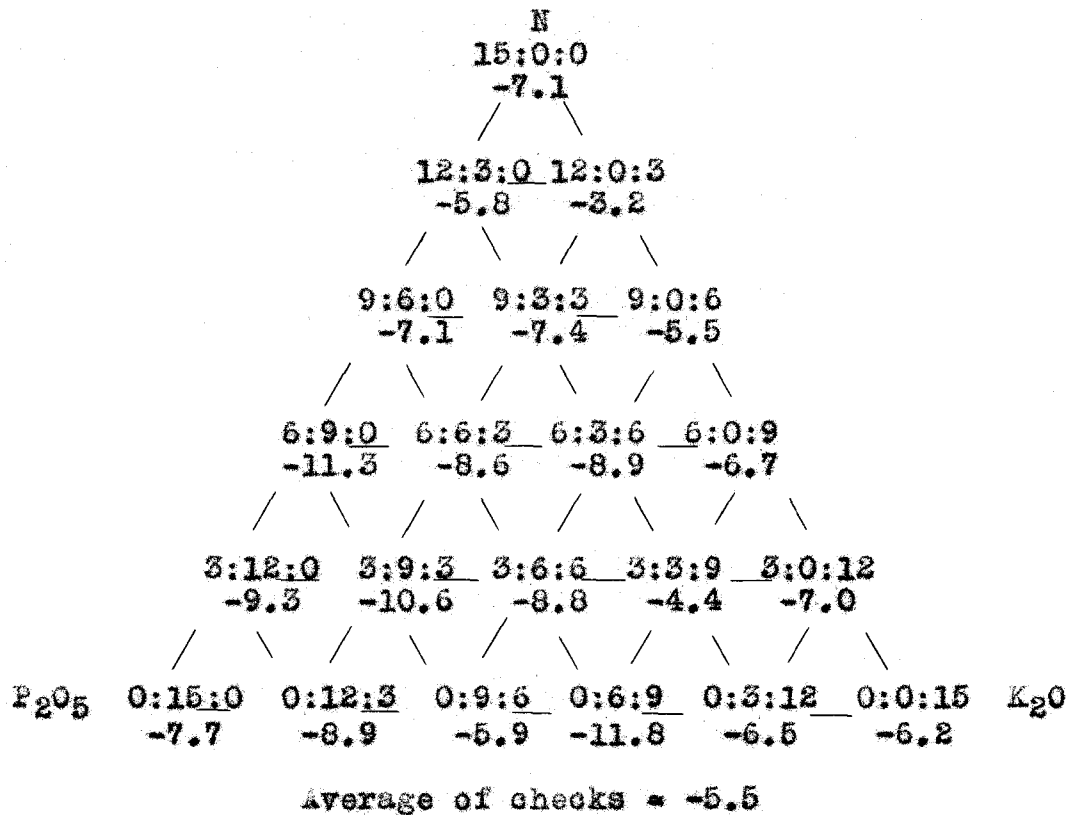 N
15:0:0
-7.1
12:3:0 12:0:3
-5.8 -3.2
9:6:0 9:3:3 9:0:6
-7.1 -7.4 -5.5
6:9:0 6:6:3 6:3:6 6:0:9
-11.3 -8.6 -8.9 -6.7
3:12:0 3:9:3 3:6:6 3:3:9 3:0:12
-9.3 -10.6 -8.8 -4.4 -7.0
P₂O₅ 0:15:0 0:12:3 0:9:6 0:6:9 0:3:12 0:0:15 K₂O
-7.7 -8.9 -5.9 -11.8 -6.5 -6.2
Average of checks = -5.5